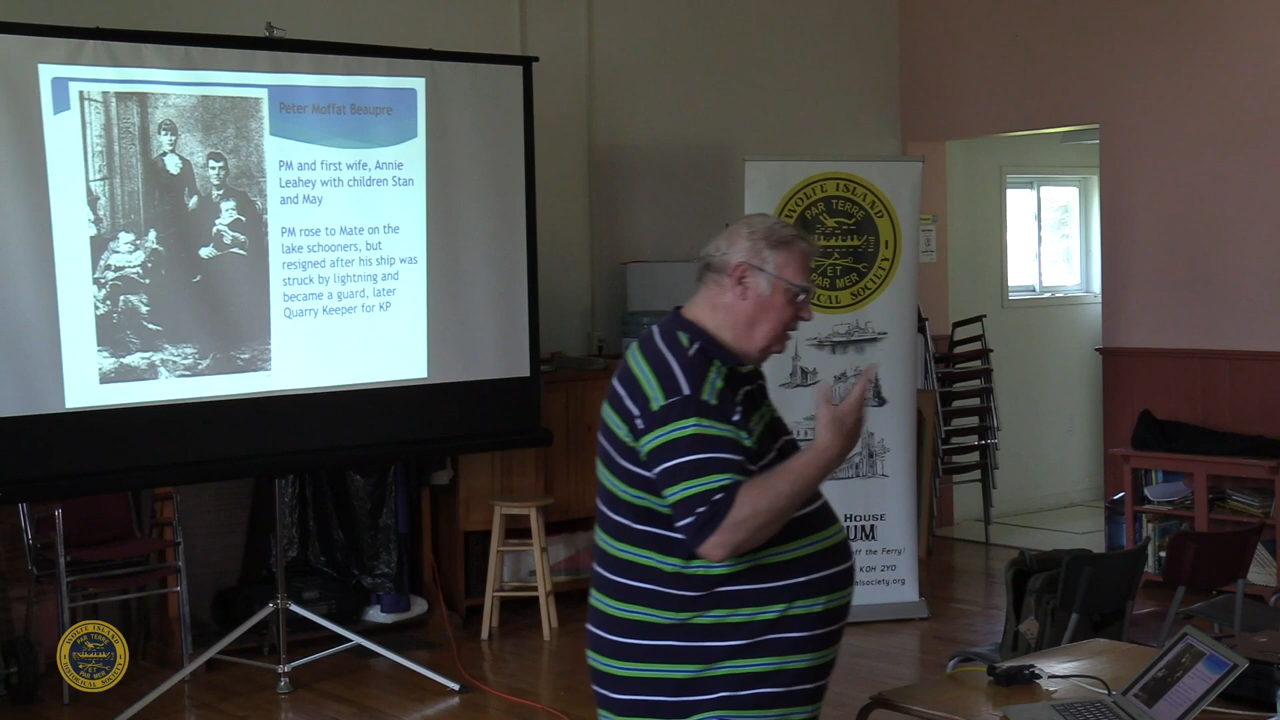 Peter Moffat Beaupre
PM and first wife, Annie
Leahey with children Stan
and May
PM rose to Mate on the
lake schooners, but
resigned after his ship was
struck by lightning and
became a guard, later
Quarry Keeper for KP
WOLFE ISLAND
PAR TERRE
ET
PAR MER
ICAL SOCIETY
HOUSE
UM
off the Ferry!
K0H 2Y0
alsociety.org
WOLFE ISLAND
PAR TERRE
ET
PAR MER
HISTORICAL SOCIETY